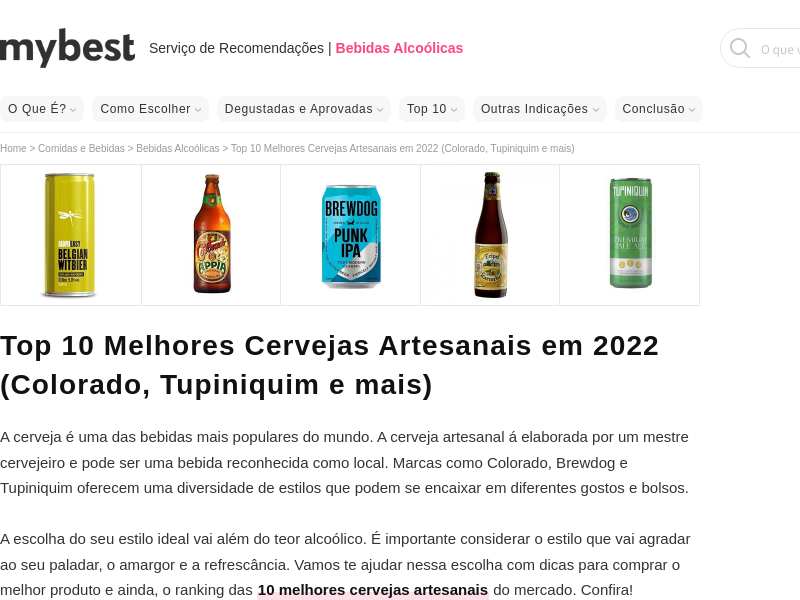 mybest Serviço de Recomendações | Bebidas Alcoólicas O que v
O Que É? Como Escolher Degustadas e Aprovadas Top 10 Outras Indicações Conclusão
Home > Comidas e Bebidas > Bebidas Alcoólicas > Top 10 Melhores Cervejas Artesanais em 2022 (Colorado, Tupiniquim e mais)
EASY
BELGIAN
WITBIER
APPIA
BREWDOG
PUNK
IPA
POST MODERN
CLASSIC
Tripel
Karmeliet
TUPINIQUIM
PREMIUM
PALE ALE
Top 10 Melhores Cervejas Artesanais em 2022
(Colorado, Tupiniquim e mais)
A cerveja é uma das bebidas mais populares do mundo. A cerveja artesanal á elaborada por um mestre
cervejeiro e pode ser uma bebida reconhecida como local. Marcas como Colorado, Brewdog e
Tupiniquim oferecem uma diversidade de estilos que podem se encaixar em diferentes gostos e bolsos.
A escolha do seu estilo ideal vai além do teor alcoólico. É importante considerar o estilo que vai agradar
ao seu paladar, o amargor e a refrescância. Vamos te ajudar nessa escolha com dicas para comprar o
melhor produto e ainda, o ranking das 10 melhores cervejas artesanais do mercado. Confira!